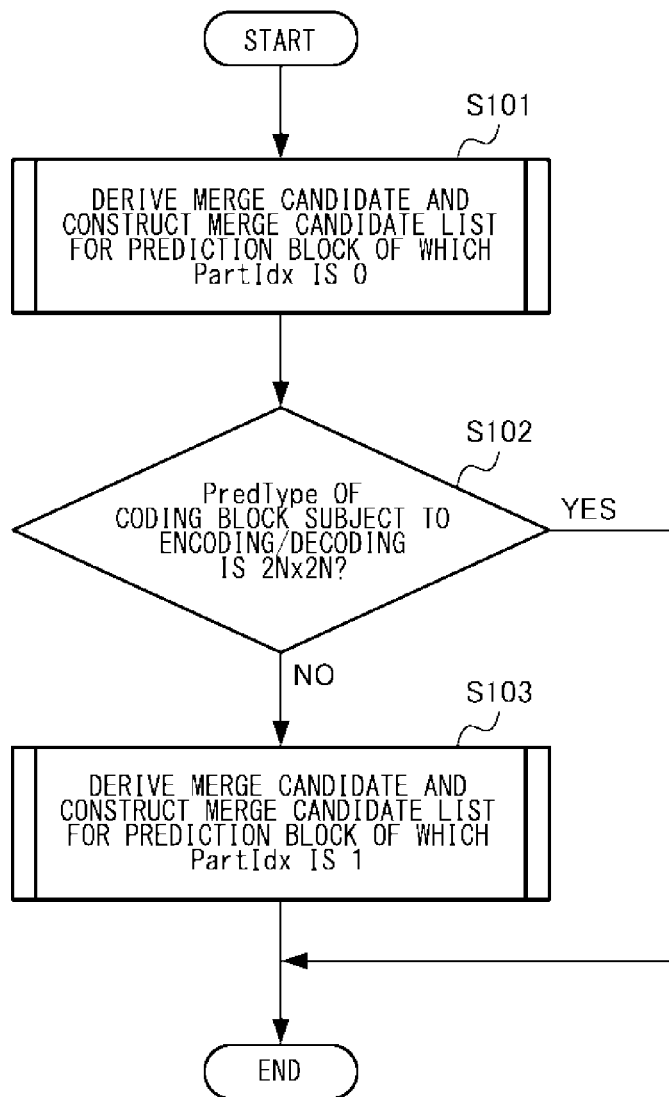 START
S101
DERIVE MERGE CANDIDATE AND
CONSTRUCT MERGE CANDIDATE LIST
FOR PREDICTION BLOCK OF WHICH
PartIdx IS 0
S102
PredType OF
CODING BLOCK SUBJECT TO
ENCODING/DECODING
IS 2Nx2N?
YES
NO
S103
DERIVE MERGE CANDIDATE AND
CONSTRUCT MERGE CANDIDATE LIST
FOR PREDICTION BLOCK OF WHICH
PartIdx IS 1
END